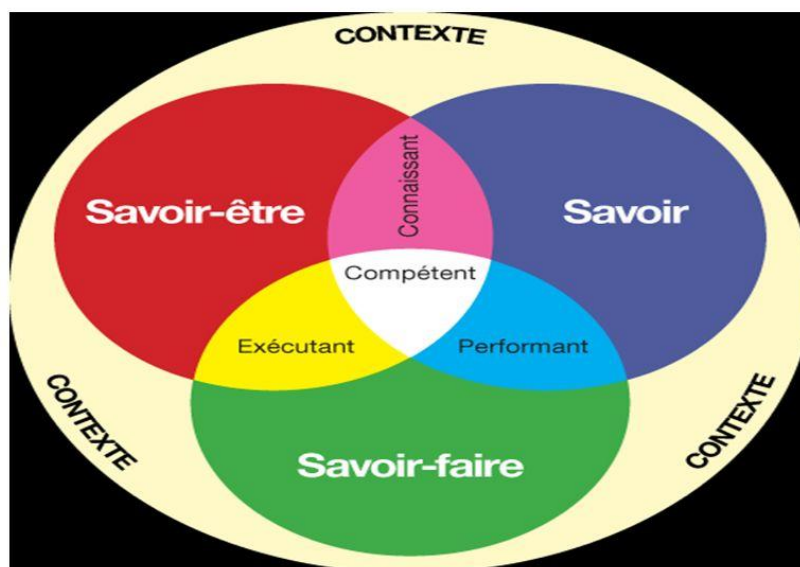 CONTEXTE
Connaissant
Savoir-être
Savoir
Compétent
Exécutant
Performant
CONTEXTE
CONTEXTE
Savoir-faire